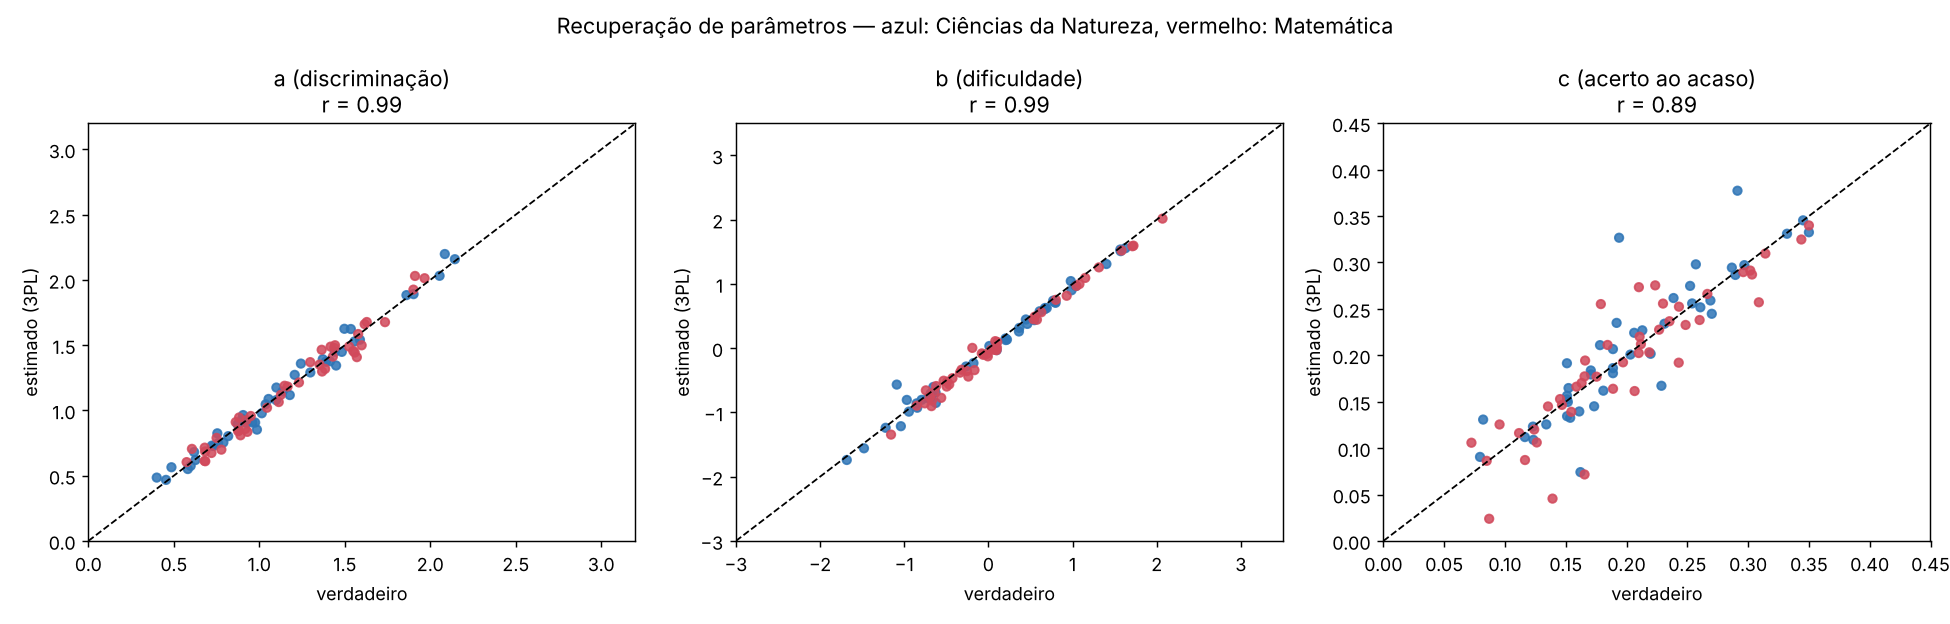 Recuperação de parâmetros — azul: Ciências da Natureza, vermelho: Matemática
a (discriminação)
r = 0.99
3.0
2.5
2.0
1.5
1.0
0.5
0.0
0.0 0.5 1.0 1.5 2.0 2.5 3.0
estimado (3PL)
verdadeiro
b (dificuldade)
r = 0.99
3
2
1
0
−1
−2
−3
−3 −2 −1 0 1 2 3
estimado (3PL)
verdadeiro
c (acerto ao acaso)
r = 0.89
0.45
0.40
0.35
0.30
0.25
0.20
0.15
0.10
0.05
0.00
0.00 0.05 0.10 0.15 0.20 0.25 0.30 0.35 0.40 0.45
estimado (3PL)
verdadeiro